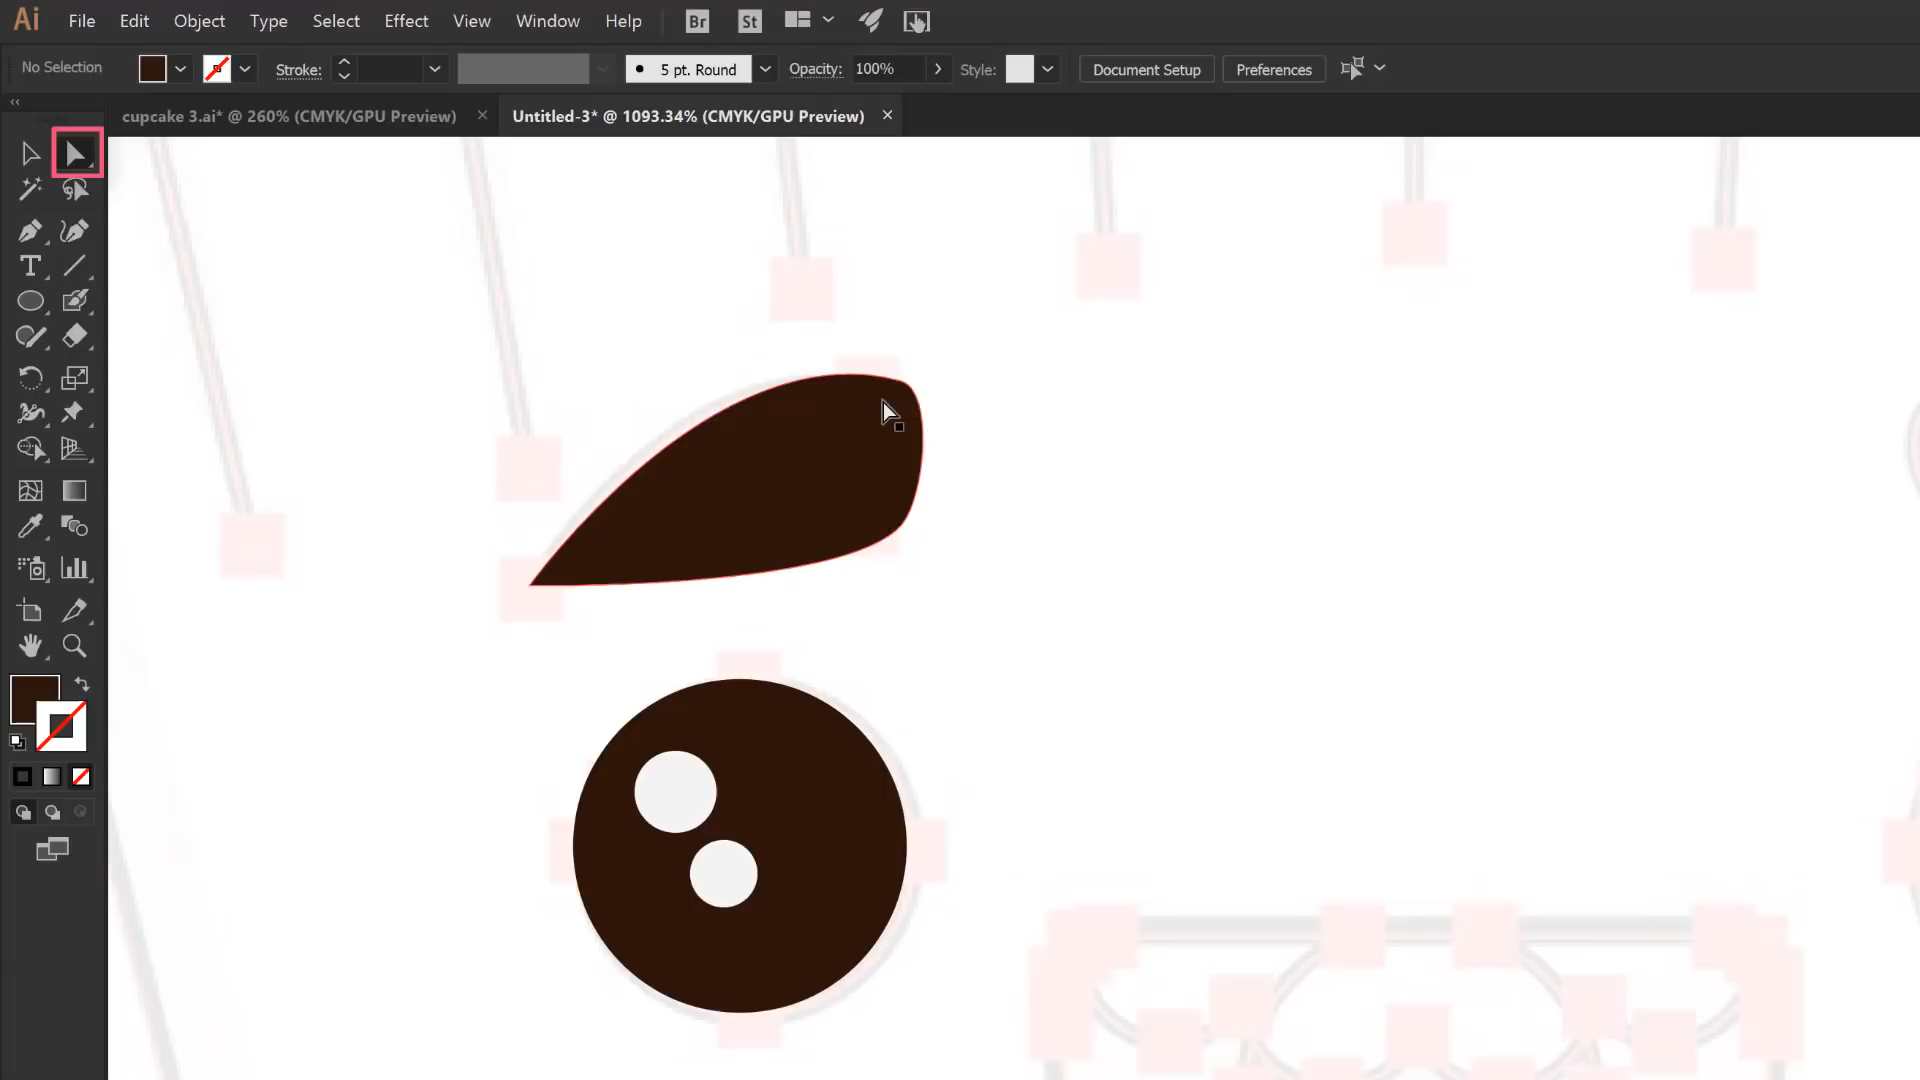 Ai File Edit Object Type Select Effect View Window Help Br St
No Selection Stroke: 5 pt. Round Opacity: 100% Style: Document Setup Preferences
cupcake 3.ai* @ 260% (CMYK/GPU Preview) Untitled-3* @ 1093.34% (CMYK/GPU Preview)